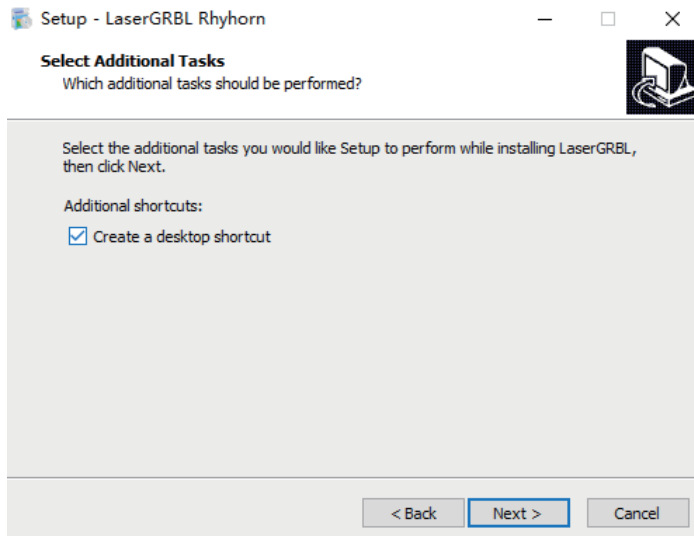 Setup - LaserGRBL Rhyhorn
Select Additional Tasks
Which additional tasks should be performed?
Select the additional tasks you would like Setup to perform while installing LaserGRBL,
then click Next.
Additional shortcuts:
Create a desktop shortcut
< Back
Next >
Cancel